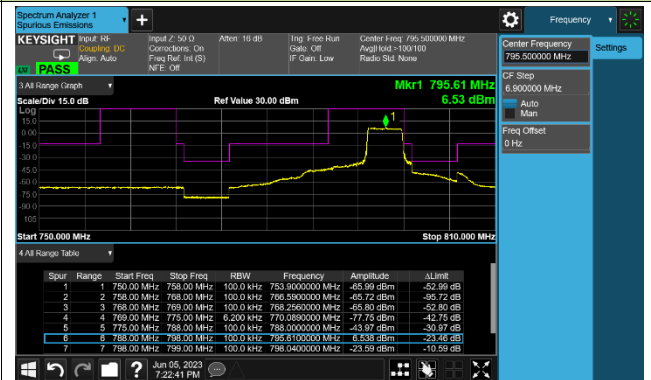 Spectrum Analyzer 1
Spurious Emissions
Frequency
KEYSIGHT Input: RF
Coupling: DC
Align: Auto
Input Z: 50 Ω
Corrections: On
Freq Ref: Int (S)
NFE: Off
Atten: 16 dB
Trig: Free Run
Gate: Off
IF Gain: Low
Center Freq: 795.500000 MHz
Avg|Hold:>100/100
Radio Std: None
LXI PASS
Center Frequency
795.500000 MHz
Settings
CF Step
6.900000 MHz
Auto
Man
Freq Offset
0 Hz
3 All Range Graph
Mkr1 795.61 MHz
Scale/Div 15.0 dB
Ref Value 30.00 dBm
6.53 dBm
Log
15.0
0.00
-15.0
-30.0
-45.0
-60.0
-75.0
-90.0
-105
1
Start 750.000 MHz
Stop 810.000 MHz
4 All Range Table
Spur Range Start Freq Stop Freq RBW Frequency Amplitude ΔLimit
1 1 750.00 MHz 758.00 MHz 100.0 kHz 753.9000000 MHz -65.99 dBm -52.99 dB
2 2 758.00 MHz 768.00 MHz 100.0 kHz 766.5900000 MHz -65.72 dBm -95.72 dB
3 3 768.00 MHz 769.00 MHz 100.0 kHz 768.2560000 MHz -65.80 dBm -52.80 dB
4 4 769.00 MHz 775.00 MHz 6.200 kHz 770.0890000 MHz -77.75 dBm -42.75 dB
5 5 775.00 MHz 788.00 MHz 100.0 kHz 788.0000000 MHz -43.97 dBm -30.97 dB
6 6 788.00 MHz 798.00 MHz 100.0 kHz 795.6100000 MHz 6.538 dBm -23.46 dB
7 7 798.00 MHz 799.00 MHz 100.0 kHz 798.0400000 MHz -23.59 dBm -10.59 dB
Jun 05, 2023
7:22:41 PM